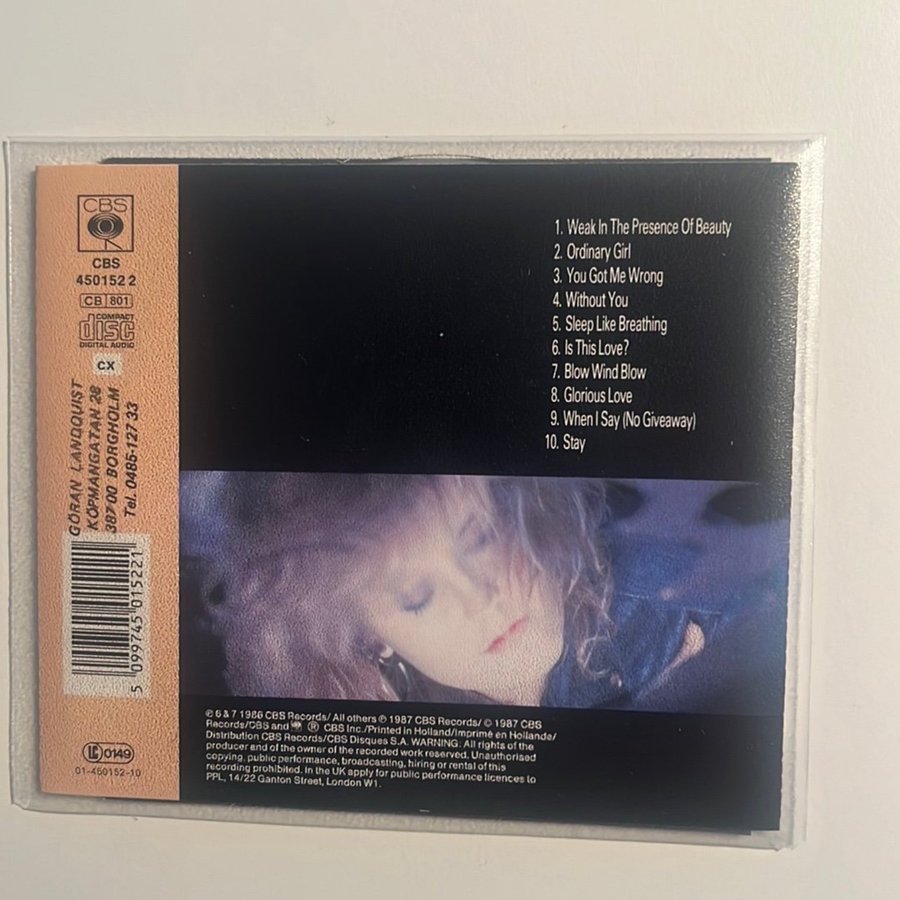 CBS
CBS
450152 2
CB 801
COMPACT
disc
DIGITAL AUDIO
CX
GÖRAN LANDQUIST
KÖPMANGATAN 26
387 00 BORGHOLM
Tel. 0485-127 33
5 099745 015221
LC 0149
01-450152-10
1. Weak In The Presence Of Beauty
2. Ordinary Girl
3. You Got Me Wrong
4. Without You
5. Sleep Like Breathing
6. Is This Love?
7. Blow Wind Blow
8. Glorious Love
9. When I Say (No Giveaway)
10. Stay
℗ 6 & 7 1986 CBS Records/ All others ℗ 1987 CBS Records/ © 1987 CBS
Records/CBS and ® CBS Inc./Printed in Holland/Imprimé en Hollande/
Distribution CBS Records/CBS Disques S.A. WARNING: All rights of the
producer and of the owner of the recorded work reserved. Unauthorised
copying, public performance, broadcasting, hiring or rental of this
recording prohibited. In the UK apply for public performance licences to
PPL, 14/22 Ganton Street, London W1.